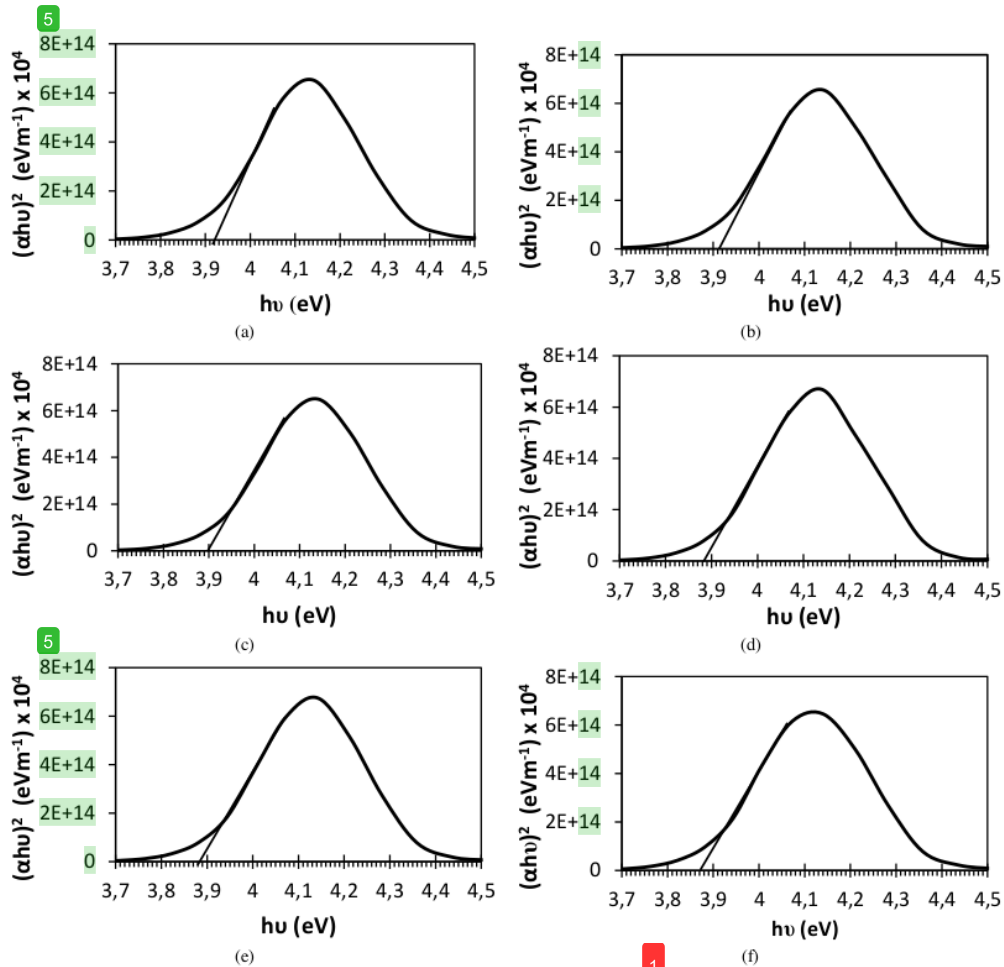 5
(αhυ)² (eVm⁻¹) x 10⁴
8E+14
6E+14
4E+14
2E+14
0
3,7 3,8 3,9 4 4,1 4,2 4,3 4,4 4,5
hυ (eV)
(a)
(αhυ)² (eVm⁻¹) x 10⁴
8E+14
6E+14
4E+14
2E+14
0
3,7 3,8 3,9 4 4,1 4,2 4,3 4,4 4,5
hυ (eV)
(b)
(αhυ)² (eVm⁻¹) x 10⁴
8E+14
6E+14
4E+14
2E+14
0
3,7 3,8 3,9 4 4,1 4,2 4,3 4,4 4,5
hυ (eV)
(c)
(αhυ)² (eVm⁻¹) x 10⁴
8E+14
6E+14
4E+14
2E+14
0
3,7 3,8 3,9 4 4,1 4,2 4,3 4,4 4,5
hυ (eV)
(d)
5
(αhυ)² (eVm⁻¹) x 10⁴
8E+14
6E+14
4E+14
2E+14
0
3,7 3,8 3,9 4 4,1 4,2 4,3 4,4 4,5
hυ (eV)
(e)
(αhυ)² (eVm⁻¹) x 10⁴
8E+14
6E+14
4E+14
2E+14
0
3,7 3,8 3,9 4 4,1 4,2 4,3 4,4 4,5
hυ (eV)
(f)
1